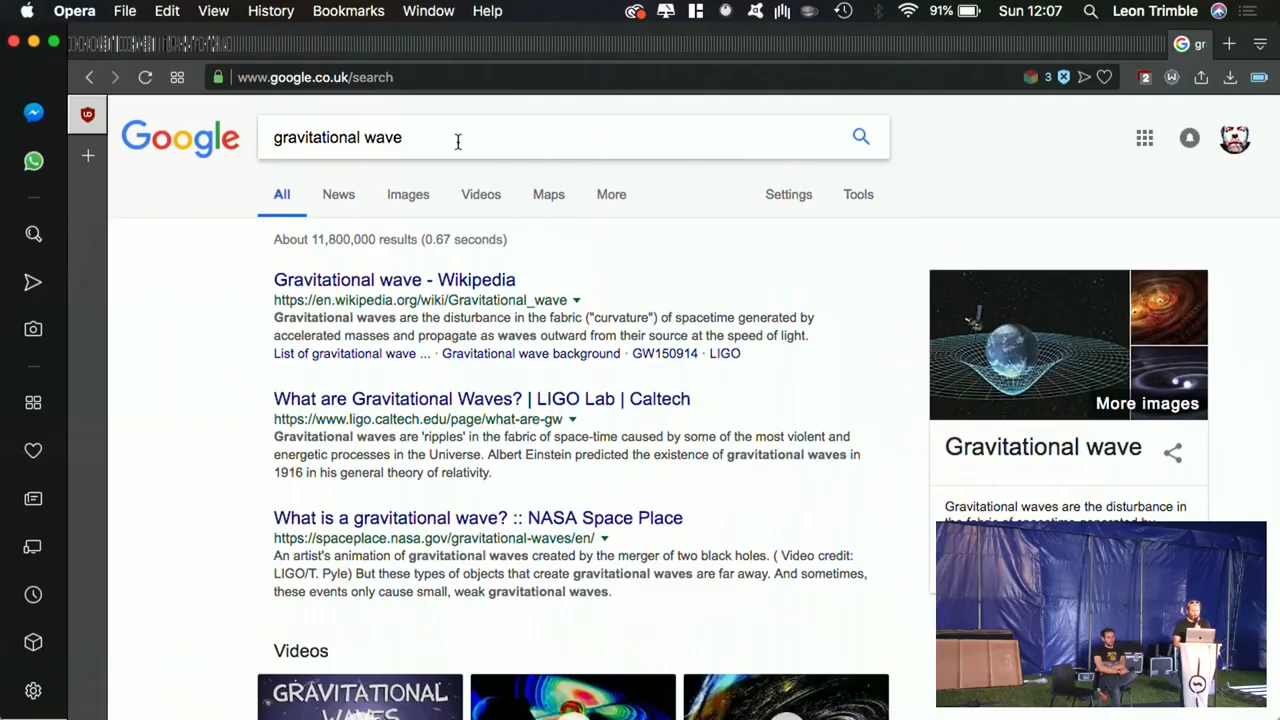 Opera File Edit View History Bookmarks Window Help 91% Sun 12:07 Leon Trimble
gr
www.google.co.uk/search 3 2
Google gravitational wave
All News Images Videos Maps More Settings Tools
About 11,800,000 results (0.67 seconds)
Gravitational wave - Wikipedia
https://en.wikipedia.org/wiki/Gravitational_wave
Gravitational waves are the disturbance in the fabric ("curvature") of spacetime generated by
accelerated masses and propagate as waves outward from their source at the speed of light.
List of gravitational wave ... · Gravitational wave background · GW150914 · LIGO
What are Gravitational Waves? | LIGO Lab | Caltech
https://www.ligo.caltech.edu/page/what-are-gw
Gravitational waves are 'ripples' in the fabric of space-time caused by some of the most violent and
energetic processes in the Universe. Albert Einstein predicted the existence of gravitational waves in
1916 in his general theory of relativity.
What is a gravitational wave? :: NASA Space Place
https://spaceplace.nasa.gov/gravitational-waves/en/
An artist's animation of gravitational waves created by the merger of two black holes. ( Video credit:
LIGO/T. Pyle) But these types of objects that create gravitational waves are far away. And sometimes,
these events only cause small, weak gravitational waves.
Videos
GRAVITATIONAL
WAVES
More images
Gravitational wave
Gravitational waves are the disturbance in
the fabric of spacetime generated by